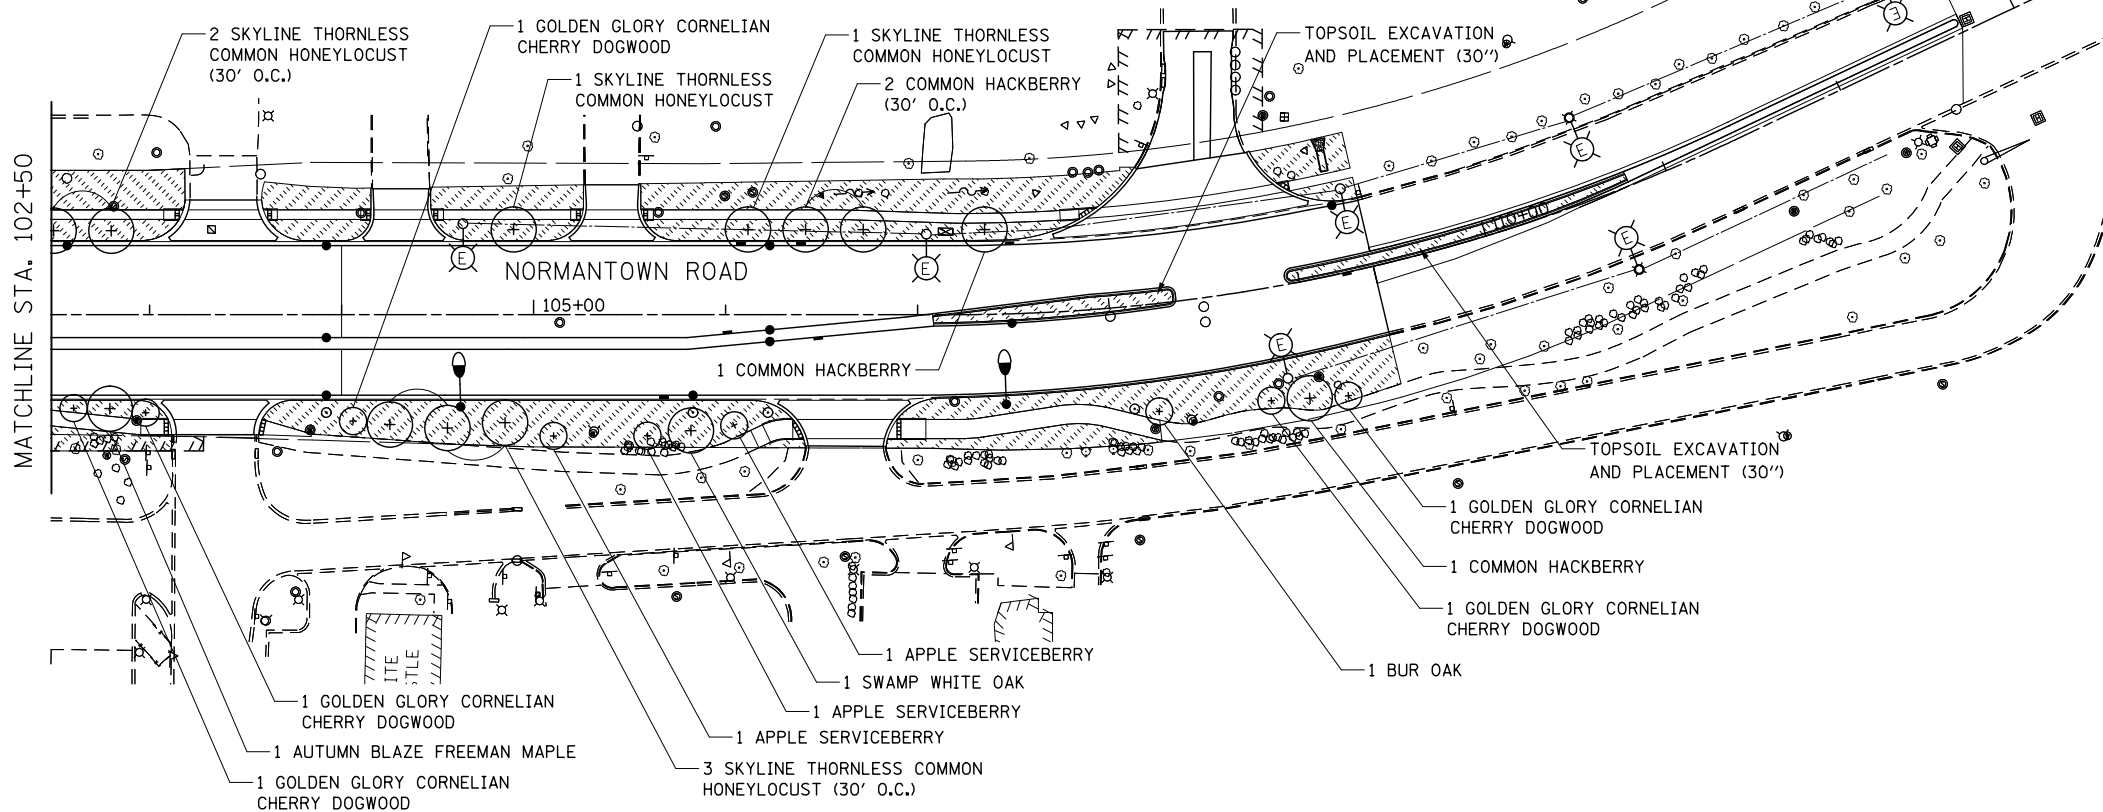 2 SKYLINE THORNLESS
COMMON HONEYLOCUST
(30' O.C.)
1 GOLDEN GLORY CORNELIAN
CHERRY DOGWOOD
1 SKYLINE THORNLESS
COMMON HONEYLOCUST
1 SKYLINE THORNLESS
COMMON HONEYLOCUST
2 COMMON HACKBERRY
(30' O.C.)
TOPSOIL EXCAVATION
AND PLACEMENT (30")
MATCHLINE STA. 102+50
E
E
E
E
E
E
E
NORMANTOWN ROAD
105+00
110+00
1 COMMON HACKBERRY
TOPSOIL EXCAVATION
AND PLACEMENT (30")
1 GOLDEN GLORY CORNELIAN
CHERRY DOGWOOD
1 COMMON HACKBERRY
1 GOLDEN GLORY CORNELIAN
CHERRY DOGWOOD
1 BUR OAK
1 APPLE SERVICEBERRY
1 SWAMP WHITE OAK
1 APPLE SERVICEBERRY
1 APPLE SERVICEBERRY
3 SKYLINE THORNLESS COMMON
HONEYLOCUST (30' O.C.)
ITE
STLE
1 GOLDEN GLORY CORNELIAN
CHERRY DOGWOOD
1 AUTUMN BLAZE FREEMAN MAPLE
1 GOLDEN GLORY CORNELIAN
CHERRY DOGWOOD